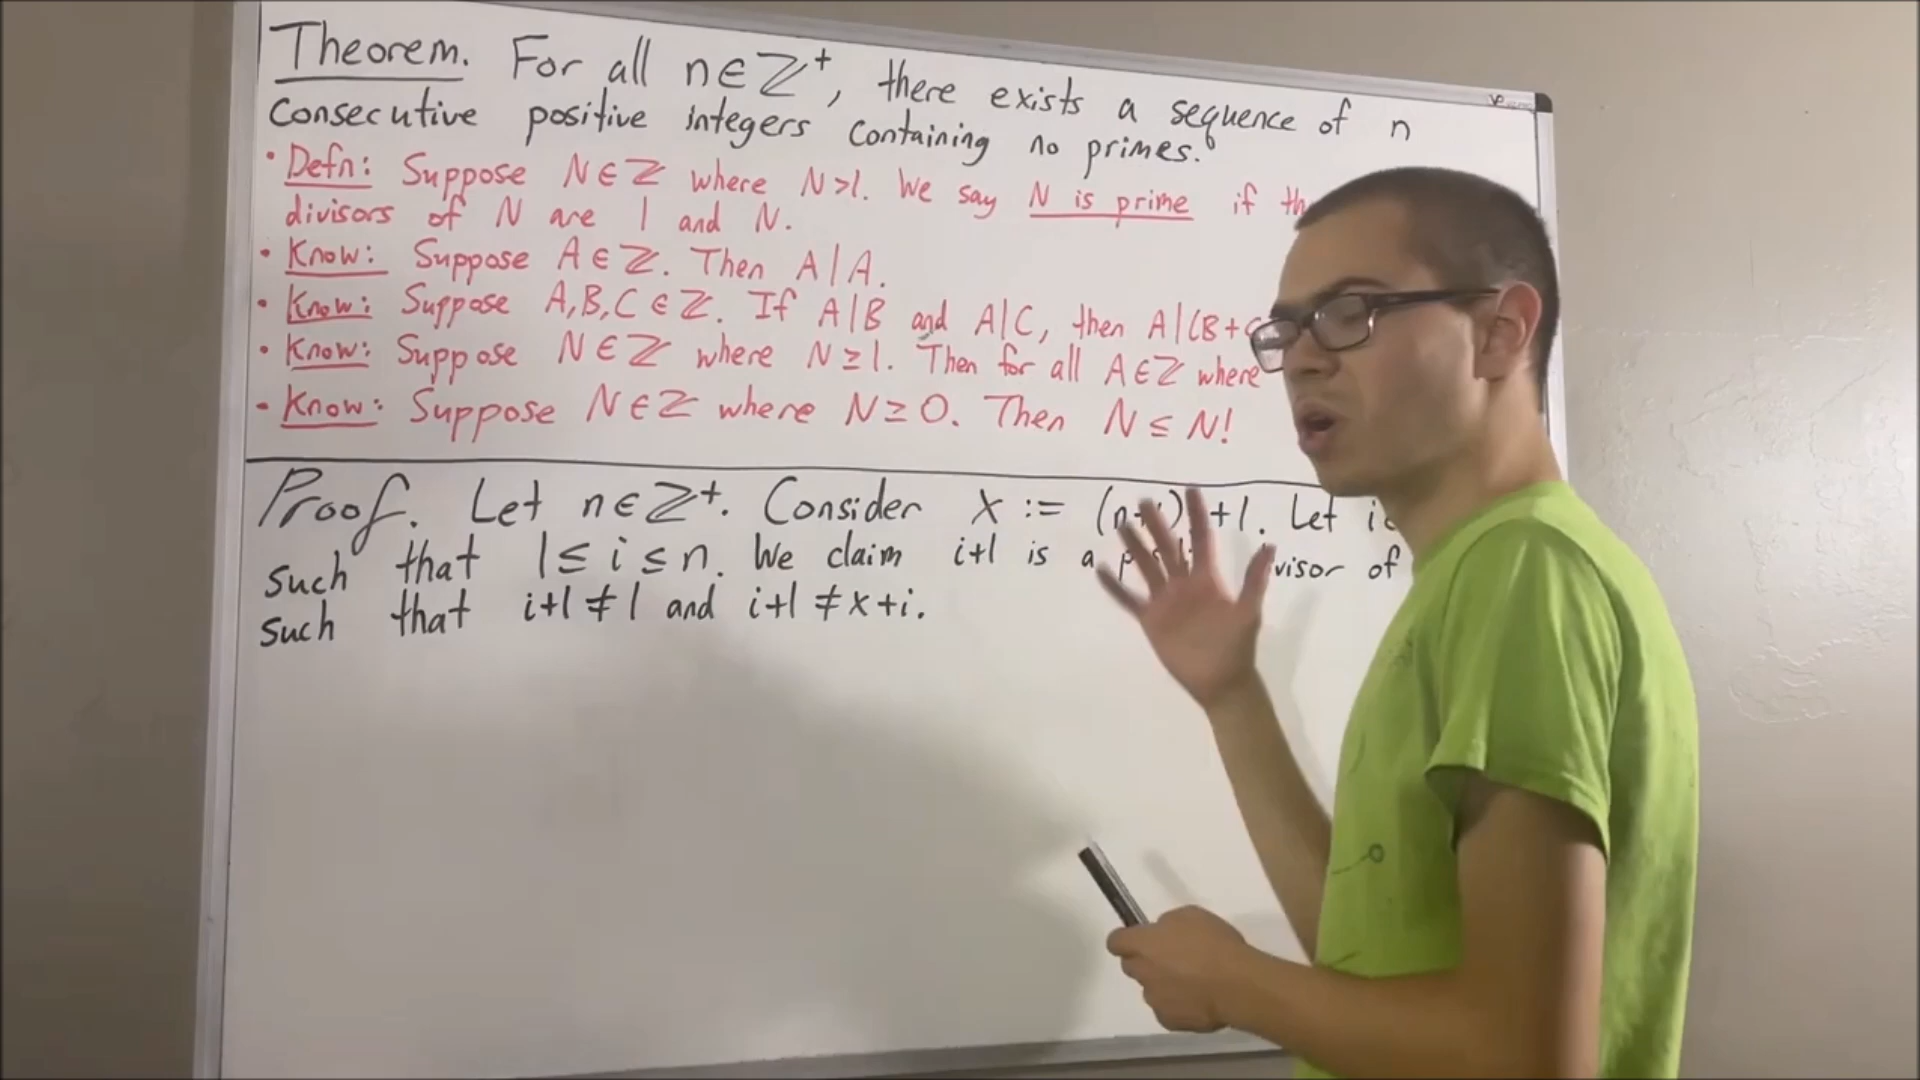 Theorem. For all n∈ℤ⁺, there exists a sequence of n
consecutive positive integers containing no primes.
• Defn: Suppose N∈ℤ where N>1. We say N is prime if
divisors of N are 1 and N.
• Know: Suppose A∈ℤ. Then A|A.
• Know: Suppose A,B,C∈ℤ. If A|B and A|C, then A|(B+
• Know: Suppose N∈ℤ where N≥1. Then for all A∈ℤ where
• Know: Suppose N∈ℤ where N≥0. Then N≤N!
Proof. Let n∈ℤ⁺. Consider x := (n+ ) +1. Let i
such that 1≤i≤n. We claim i+1 is a of
such that i+1≠1 and i+1≠x+i.